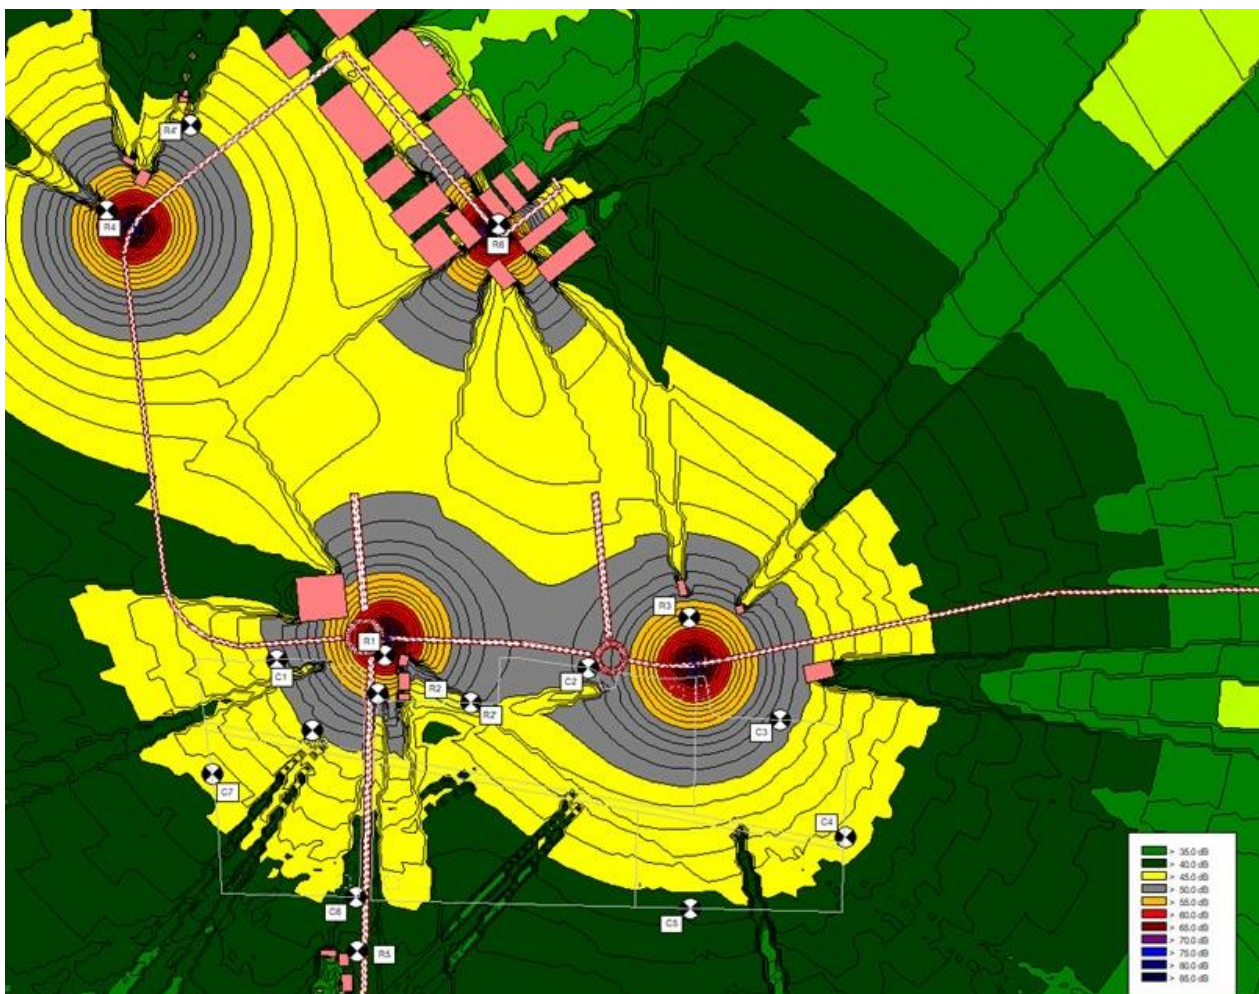 R4'
R4
R6
R3
R1
C1
C2
R2
R2'
C3
C7
C4
C6
C5
R5
> 35.0 dB
> 40.0 dB
> 45.0 dB
> 50.0 dB
> 55.0 dB
> 60.0 dB
> 65.0 dB
> 70.0 dB
> 75.0 dB
> 80.0 dB
> 85.0 dB